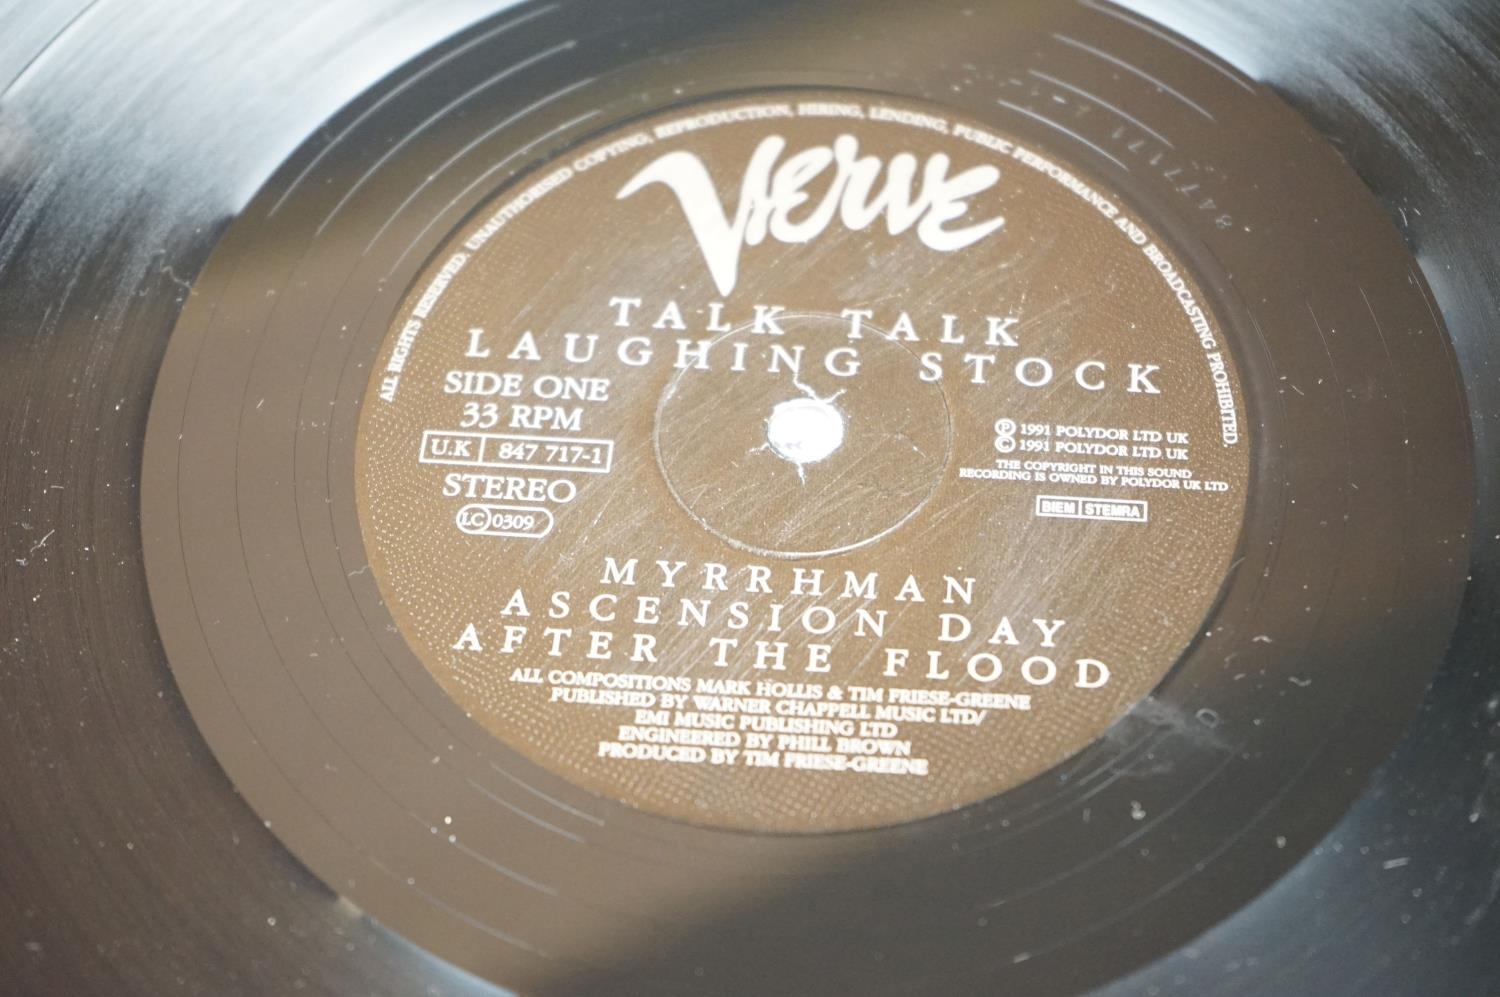 ALL RIGHTS RESERVED. UNAUTHORISED COPYING, REPRODUCTION, HIRING, LENDING, PUBLIC PERFORMANCE AND BROADCASTING PROHIBITED.
Verve
TALK TALK
LAUGHING STOCK
SIDE ONE
33 RPM
U.K 847 717-1
STEREO
LC 0309
Ⓟ 1991 POLYDOR LTD UK
© 1991 POLYDOR LTD UK
THE COPYRIGHT IN THIS SOUND
RECORDING IS OWNED BY POLYDOR UK LTD
BIEM STEMRA
MYRRHMAN
ASCENSION DAY
AFTER THE FLOOD
ALL COMPOSITIONS MARK HOLLIS & TIM FRIESE-GREENE
PUBLISHED BY WARNER CHAPPELL MUSIC LTD/
EMI MUSIC PUBLISHING LTD
ENGINEERED BY PHILL BROWN
PRODUCED BY TIM FRIESE-GREENE